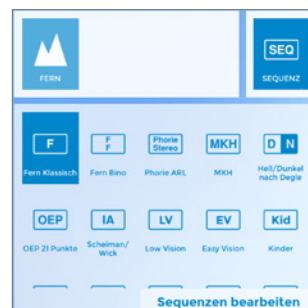 FERN
SEQ
SEQUENZ
F
Fern Klassisch
F
F
Fern Bino
Phorie
Stereo
Phorie ARL
MKH
MKH
D N
Hell/Dunkel
nach Degle
OEP
OEP 21 Punkte
IA
Scheiman/
Wick
LV
Low Vision
EV
Easy Vision
Kid
Kinder
Sequenzen bearbeiten